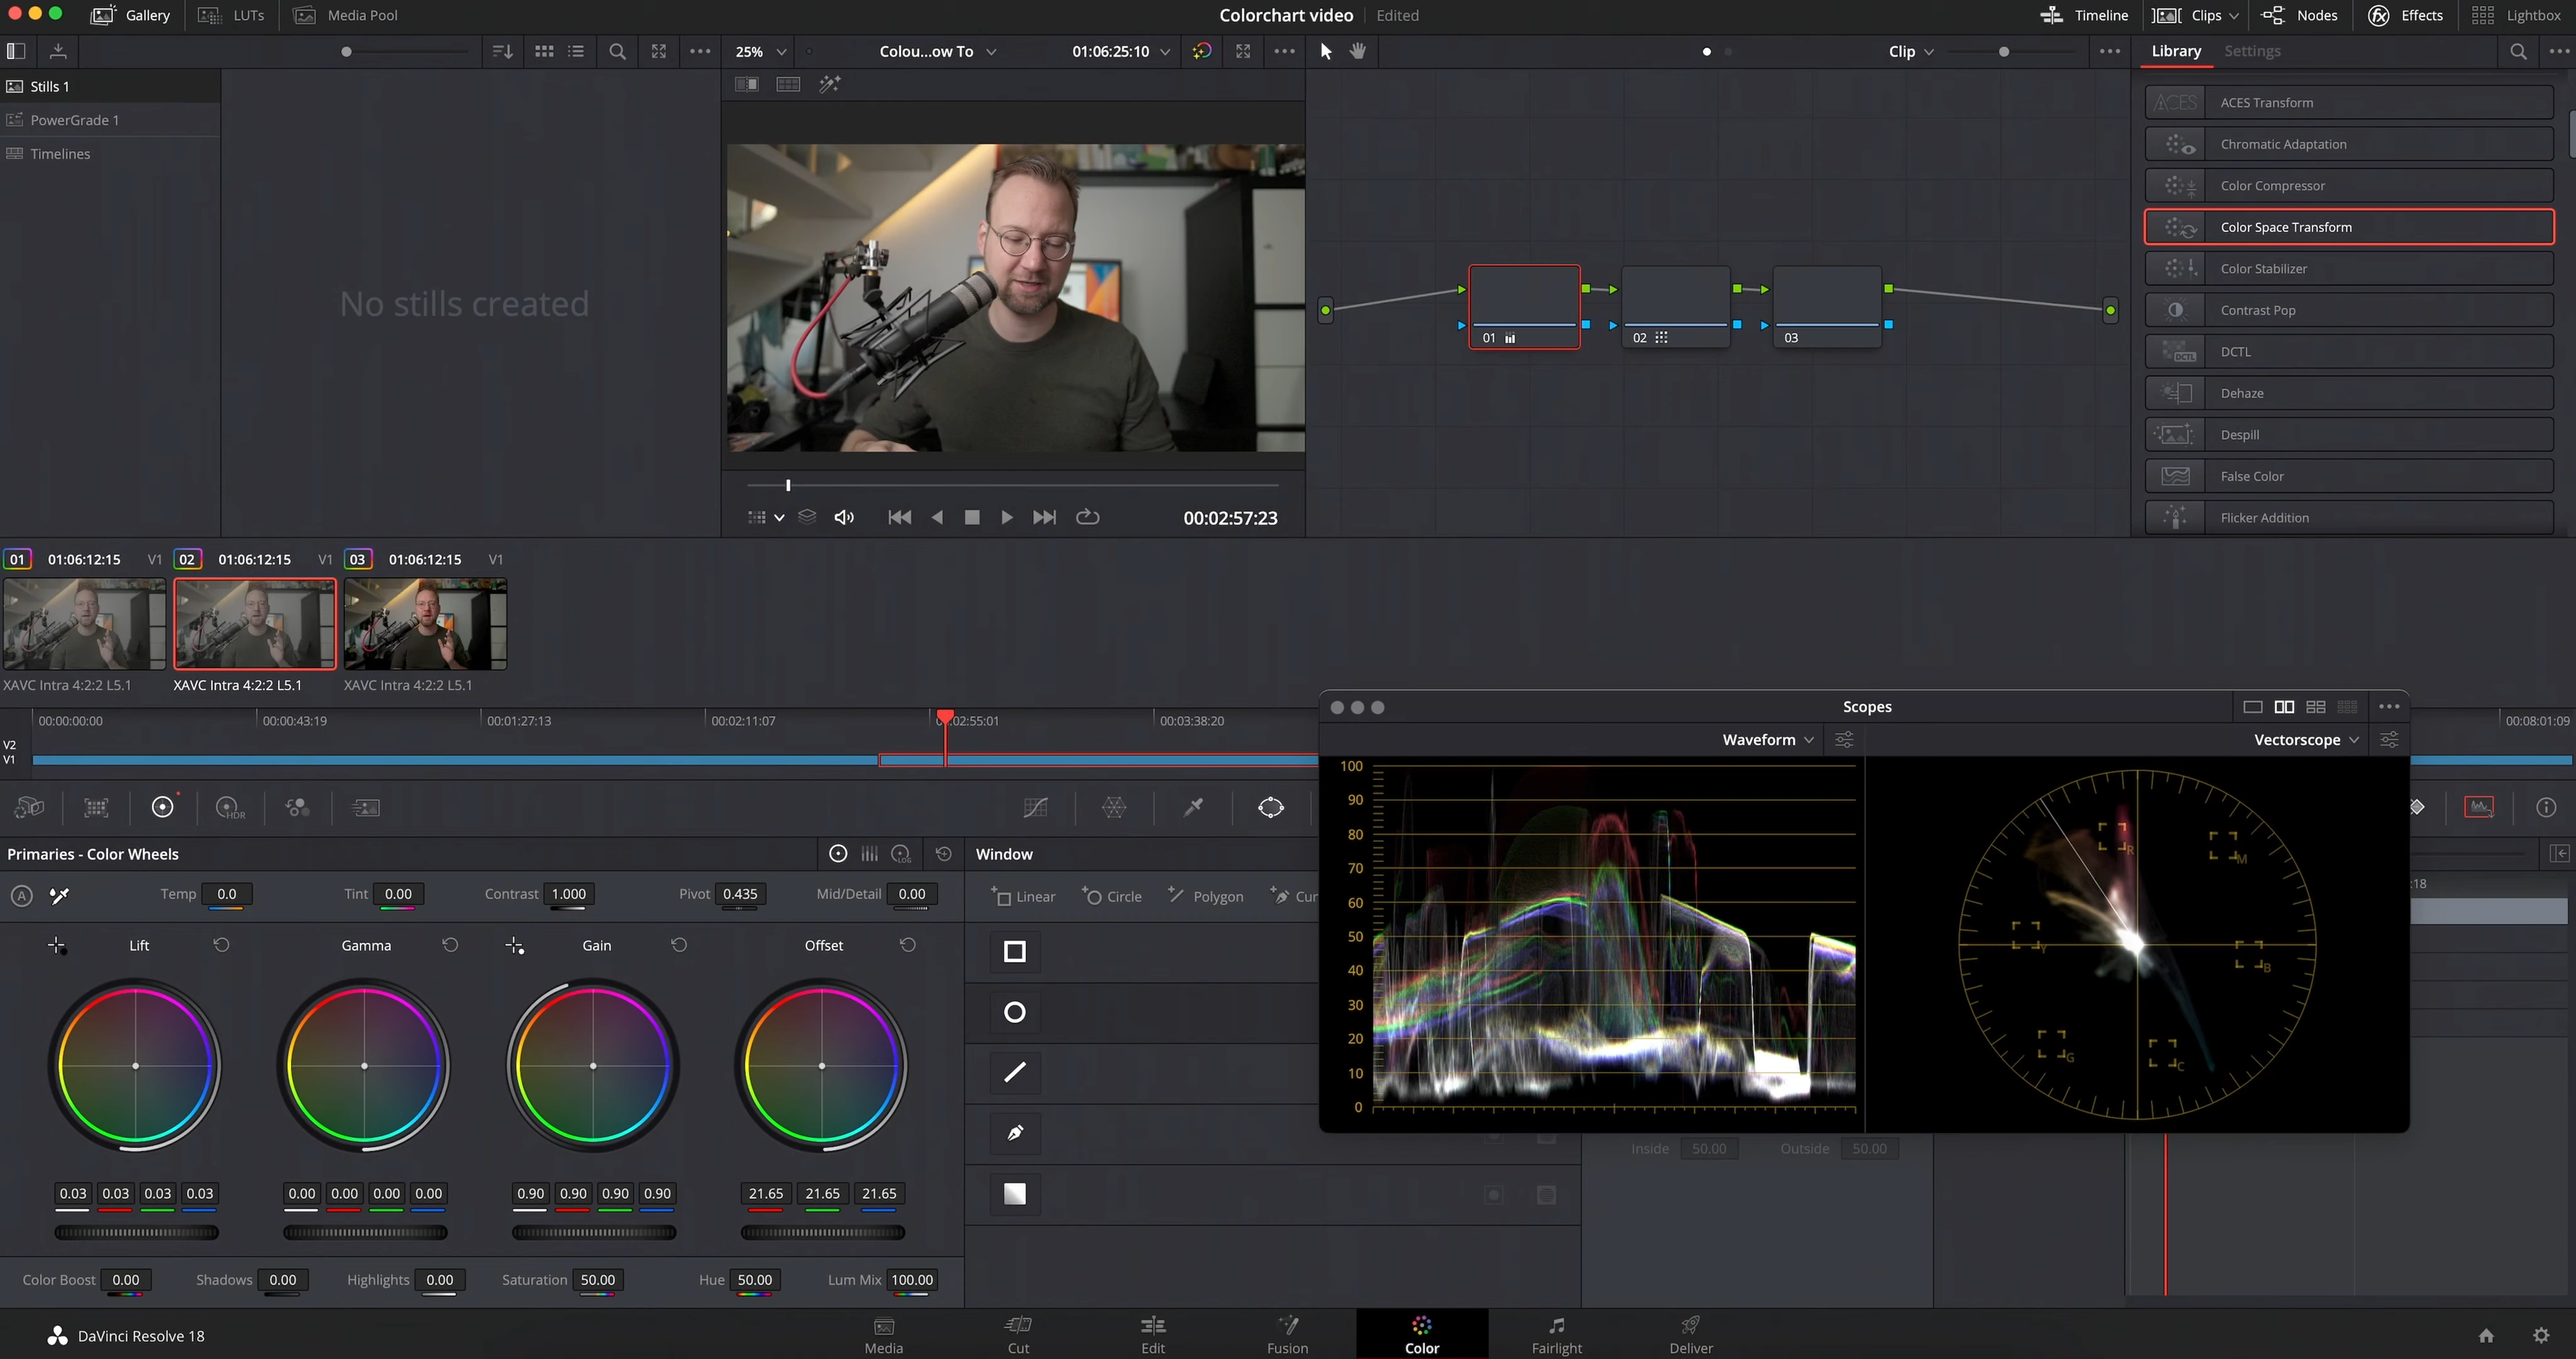 Gallery LUTs Media Pool Colorchart video Edited Timeline Clips Nodes Effects Lightbox
25% Colou...ow To 01:06:25:10 Clip Library Settings
Stills 1
PowerGrade 1
Timelines
No stills created
00:02:57:23
01 02 03
ACES ACES Transform
Chromatic Adaptation
Color Compressor
Color Space Transform
Color Stabilizer
Contrast Pop
DCTL DCTL
Dehaze
Despill
False Color
Flicker Addition
01 01:06:12:15 V1 02 01:06:12:15 V1 03 01:06:12:15 V1
XAVC Intra 4:2:2 L5.1 XAVC Intra 4:2:2 L5.1 XAVC Intra 4:2:2 L5.1
00:00:00:00 00:00:43:19 00:01:27:13 00:02:11:07 :02:55:01 00:03:38:20 00:08:01:09
V2
V1
HDR
Scopes
Waveform Vectorscope
100
90
80
70
60
50
40
30
20
10
0
R M Y B G C
:18
Primaries - Color Wheels LOG Window
A Temp 0.0 Tint 0.00 Contrast 1.000 Pivot 0.435 Mid/Detail 0.00 Linear Circle Polygon Cur
Lift Gamma Gain Offset
0.03 0.03 0.03 0.03 0.00 0.00 0.00 0.00 0.90 0.90 0.90 0.90 21.65 21.65 21.65
Inside 50.00 Outside 50.00
Color Boost 0.00 Shadows 0.00 Highlights 0.00 Saturation 50.00 Hue 50.00 Lum Mix 100.00
DaVinci Resolve 18 Media Cut Edit Fusion Color Fairlight Deliver